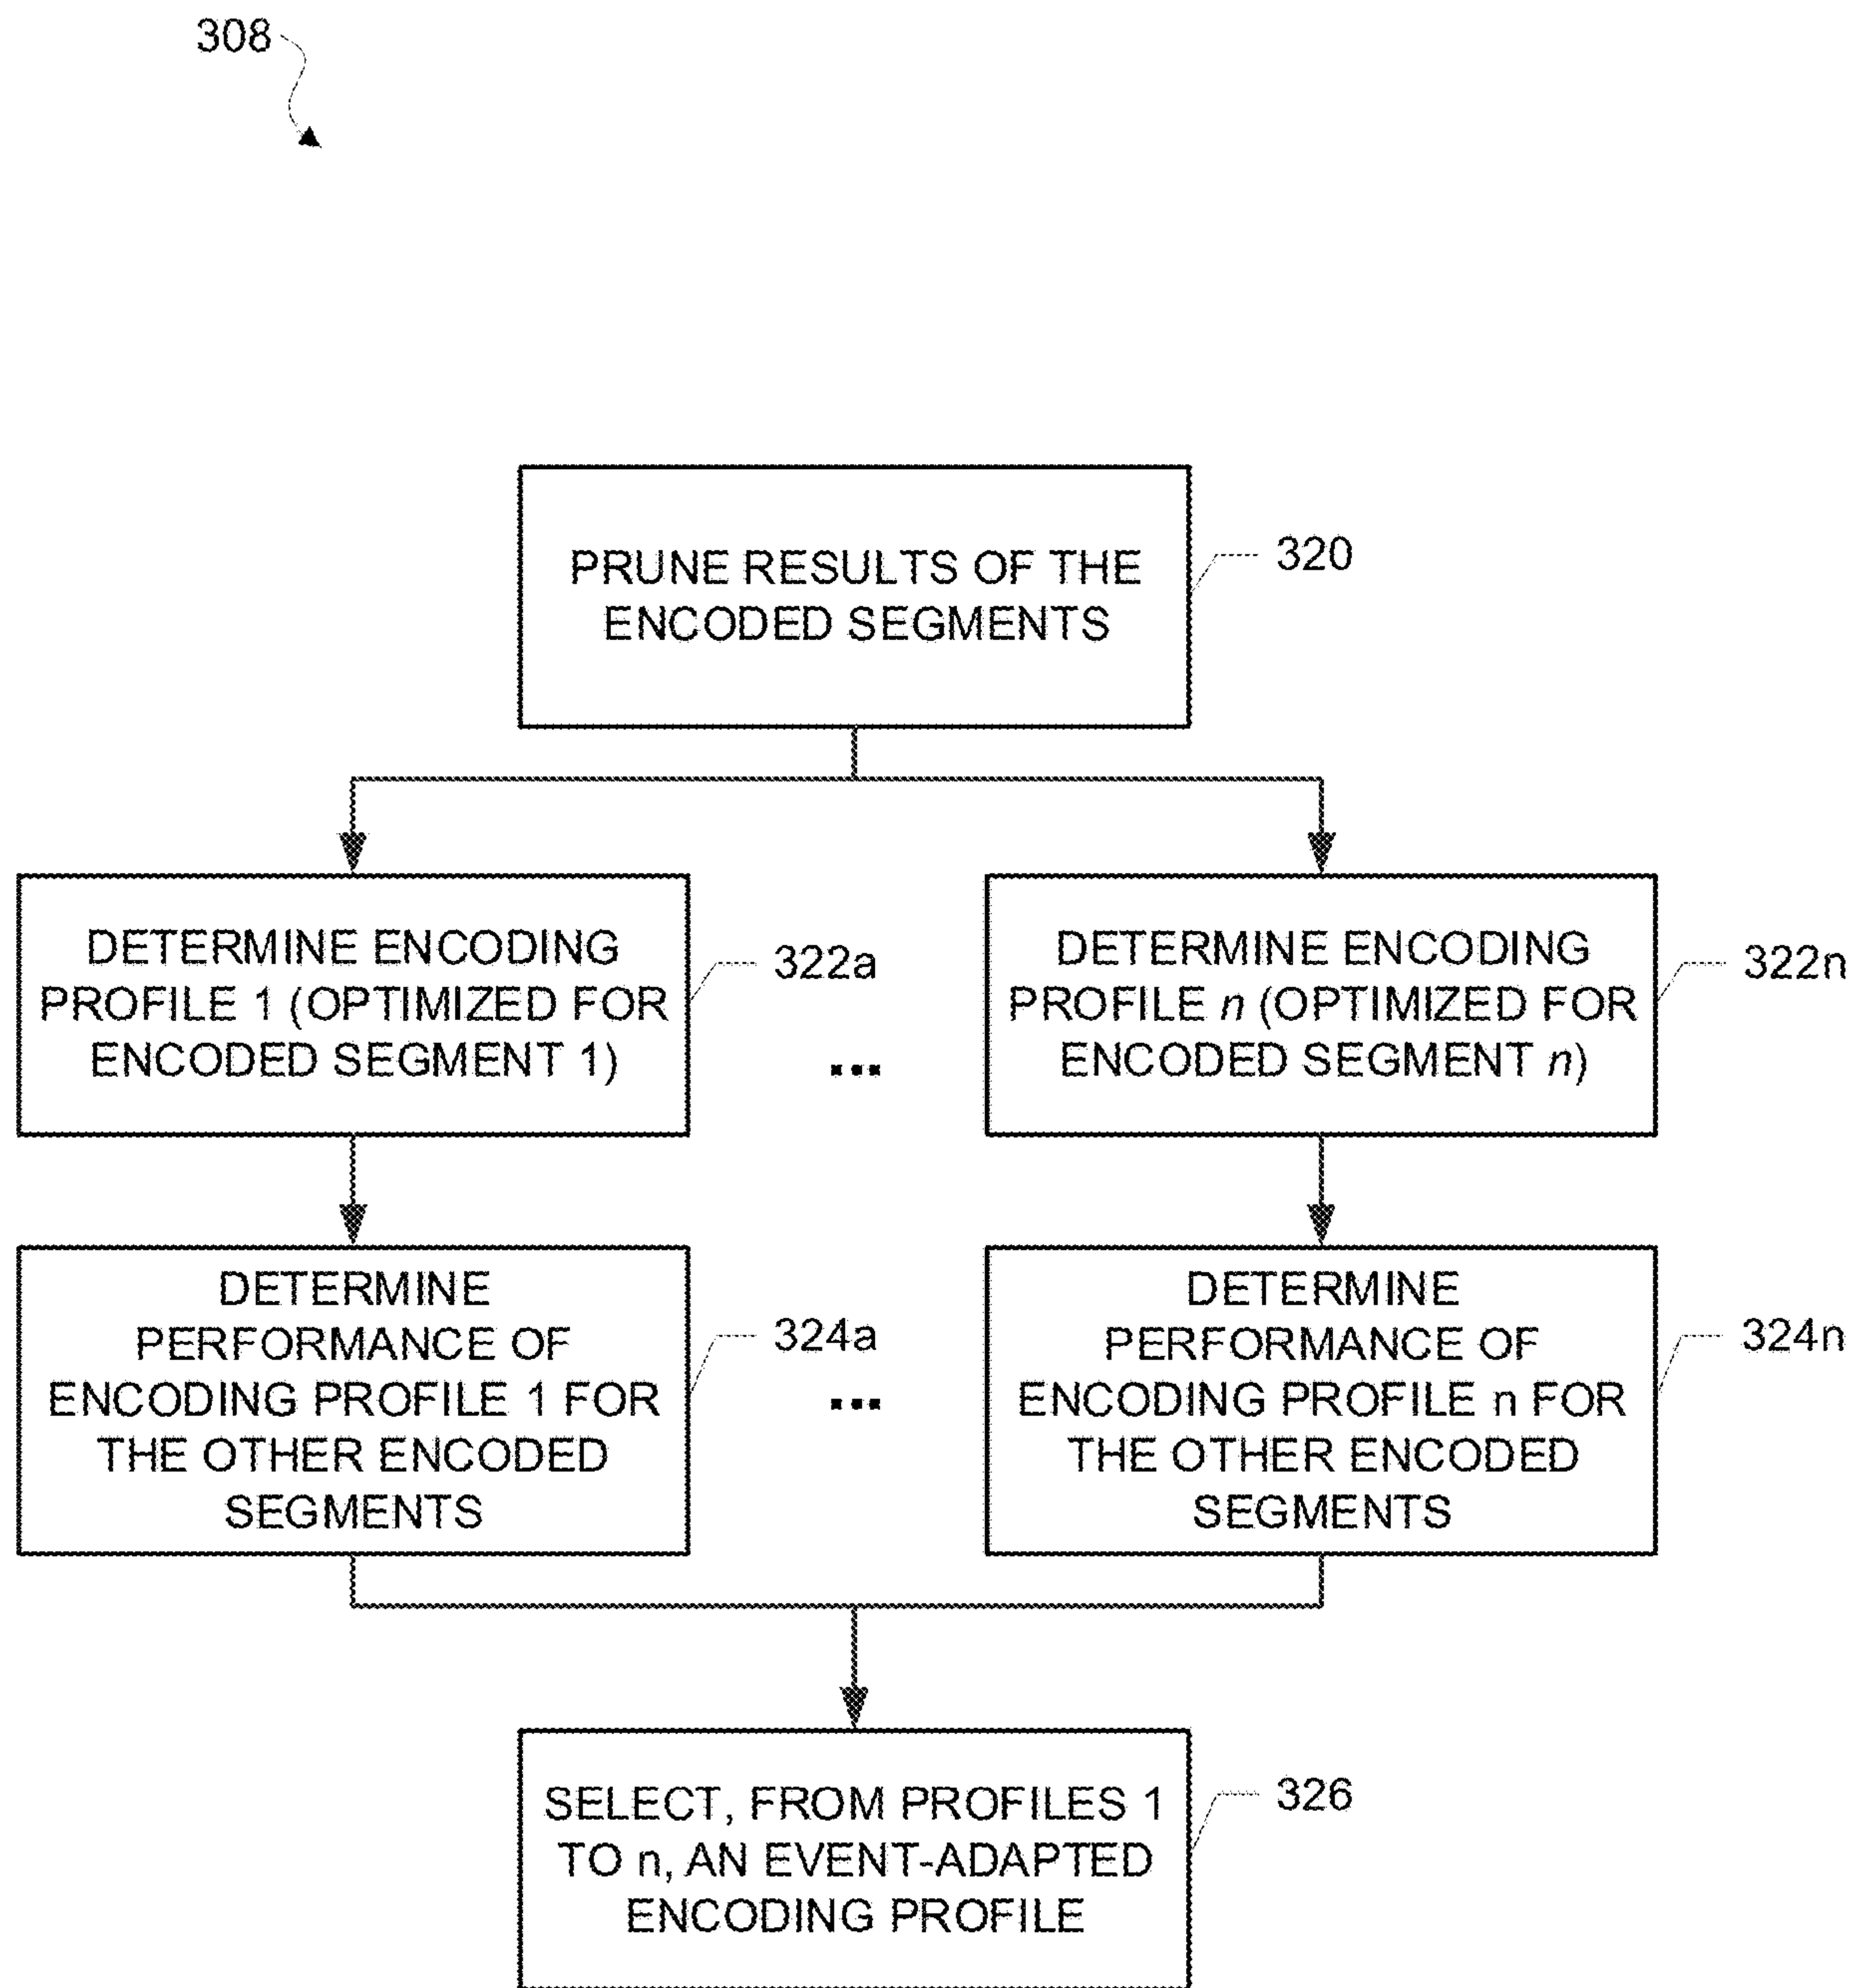 308
PRUNE RESULTS OF THE
ENCODED SEGMENTS
320
DETERMINE ENCODING
PROFILE 1 (OPTIMIZED FOR
ENCODED SEGMENT 1)
322a
...
DETERMINE ENCODING
PROFILE n (OPTIMIZED FOR
ENCODED SEGMENT n)
322n
DETERMINE
PERFORMANCE OF
ENCODING PROFILE 1 FOR
THE OTHER ENCODED
SEGMENTS
324a
...
DETERMINE
PERFORMANCE OF
ENCODING PROFILE n FOR
THE OTHER ENCODED
SEGMENTS
324n
SELECT, FROM PROFILES 1
TO n, AN EVENT-ADAPTED
ENCODING PROFILE
326